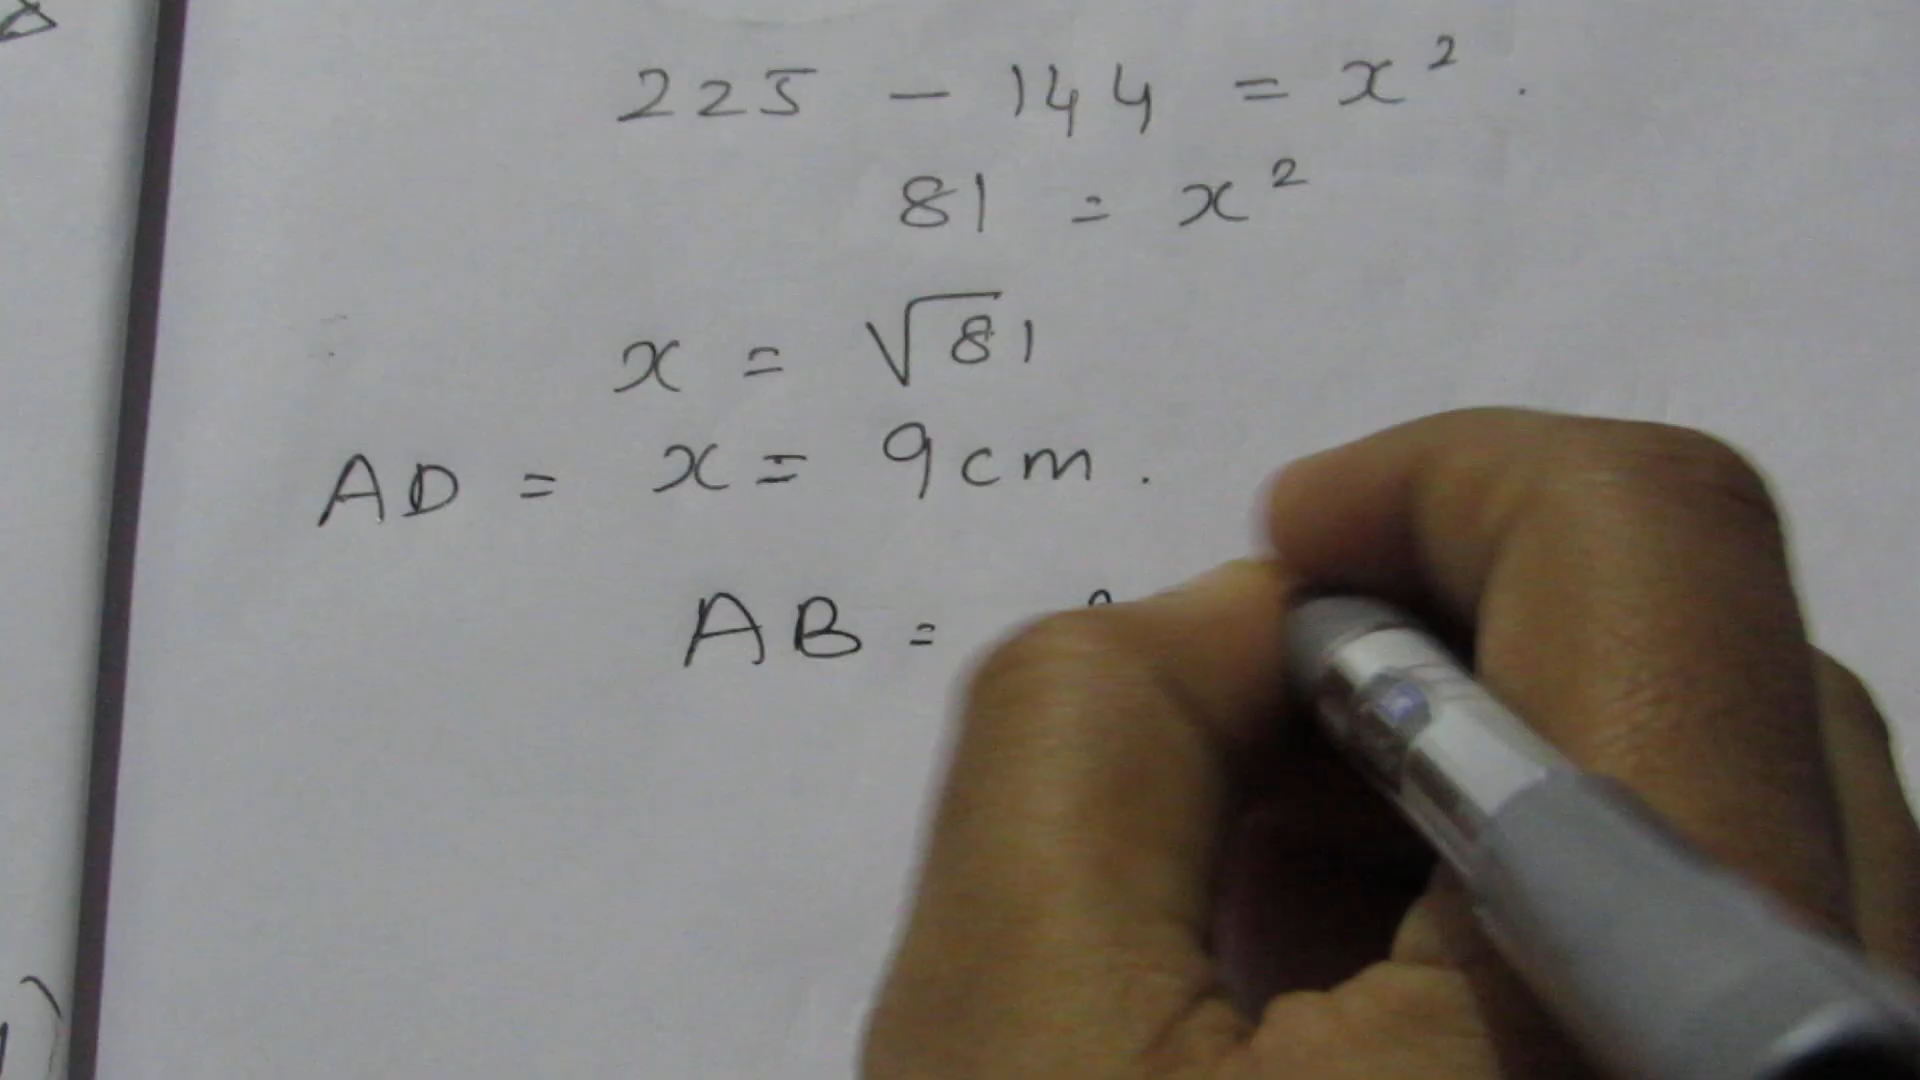 225 - 144 = x².
81 = x²
x = √81
AD = x = 9cm.
AB =